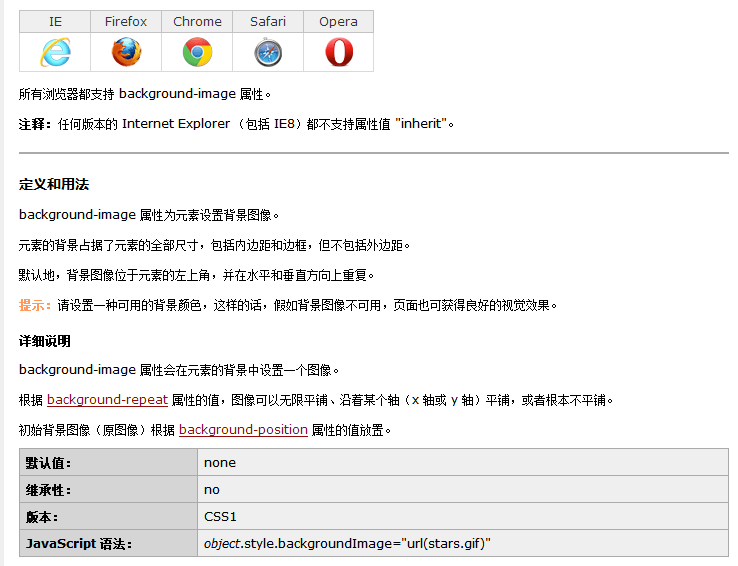 IE Firefox Chrome Safari Opera
所有浏览器都支持 background-image 属性。
注释：任何版本的 Internet Explorer （包括 IE8）都不支持属性值 "inherit"。
定义和用法
background-image 属性为元素设置背景图像。
元素的背景占据了元素的全部尺寸，包括内边距和边框，但不包括外边距。
默认地，背景图像位于元素的左上角，并在水平和垂直方向上重复。
提示：请设置一种可用的背景颜色，这样的话，假如背景图像不可用，页面也可获得良好的视觉效果。
详细说明
background-image 属性会在元素的背景中设置一个图像。
根据 background-repeat 属性的值，图像可以无限平铺、沿着某个轴（x 轴或 y 轴）平铺，或者根本不平铺。
初始背景图像（原图像）根据 background-position 属性的值放置。
默认值： none
继承性： no
版本： CSS1
JavaScript 语法： object.style.backgroundImage="url(stars.gif)"